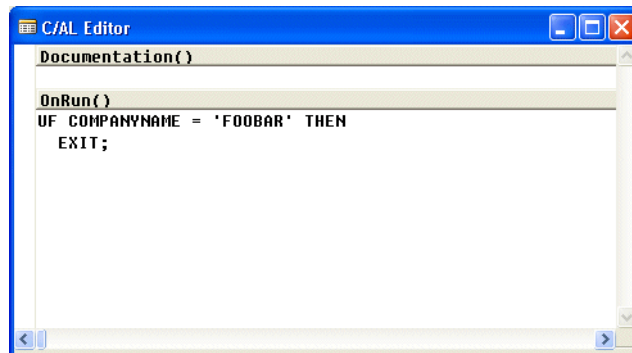 C/AL Editor
Documentation()
OnRun()
UF COMPANYNAME = 'FOOBAR' THEN
EXIT;